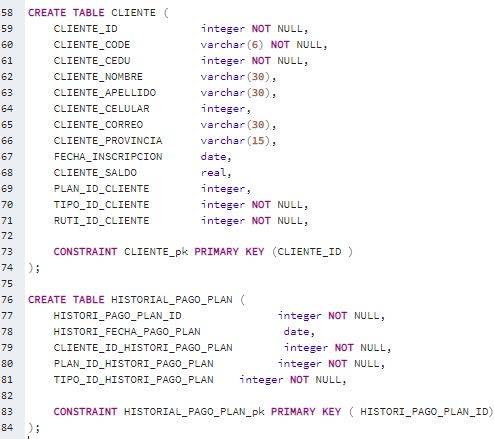 58 CREATE TABLE CLIENTE (
59 CLIENTE_ID integer NOT NULL,
60 CLIENTE_CODE varchar(6) NOT NULL,
61 CLIENTE_CEDU integer NOT NULL,
62 CLIENTE_NOMBRE varchar(30),
63 CLIENTE_APELLIDO varchar(30),
64 CLIENTE_CELULAR integer,
65 CLIENTE_CORREO varchar(30),
66 CLIENTE_PROVINCIA varchar(15),
67 FECHA_INSCRIPCION date,
68 CLIENTE_SALDO real,
69 PLAN_ID_CLIENTE integer,
70 TIPO_ID_CLIENTE integer NOT NULL,
71 RUTI_ID_CLIENTE integer NOT NULL,
72
73 CONSTRAINT CLIENTE_pk PRIMARY KEY (CLIENTE_ID )
74 );
75
76 CREATE TABLE HISTORIAL_PAGO_PLAN (
77 HISTORI_PAGO_PLAN_ID integer NOT NULL,
78 HISTORI_FECHA_PAGO_PLAN date,
79 CLIENTE_ID_HISTORI_PAGO_PLAN integer NOT NULL,
80 PLAN_ID_HISTORI_PAGO_PLAN integer NOT NULL,
81 TIPO_ID_HISTORI_PAGO_PLAN integer NOT NULL,
82
83 CONSTRAINT HISTORIAL_PAGO_PLAN_pk PRIMARY KEY ( HISTORI_PAGO_PLAN_ID)
84 );